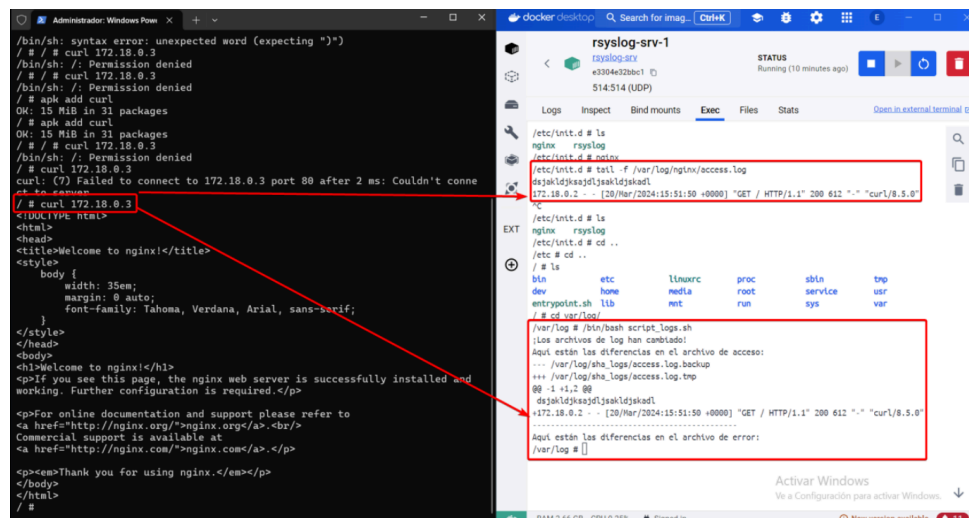 Administrador: Windows Pow
/bin/sh: syntax error: unexpected word (expecting ")")
/ # / # curl 172.18.0.3
/bin/sh: /: Permission denied
/ # / # curl 172.18.0.3
/bin/sh: /: Permission denied
/ # apk add curl
OK: 15 MiB in 31 packages
/ # apk add curl
OK: 15 MiB in 31 packages
/ # / # curl 172.18.0.3
/bin/sh: /: Permission denied
/ # curl 172.18.0.3
curl: (7) Failed to connect to 172.18.0.3 port 80 after 2 ms: Couldn't conne
ct to server
/ # curl 172.18.0.3
<!DOCTYPE html>
<html>
<head>
<title>Welcome to nginx!</title>
<style>
body {
width: 35em;
margin: 0 auto;
font-family: Tahoma, Verdana, Arial, sans-serif;
}
</style>
</head>
<body>
<h1>Welcome to nginx!</h1>
<p>If you see this page, the nginx web server is successfully installed and
working. Further configuration is required.</p>
<p>For online documentation and support please refer to
<a href="http://nginx.org/">nginx.org</a>.<br/>
Commercial support is available at
<a href="http://nginx.com/">nginx.com</a>.</p>
<p><em>Thank you for using nginx.</em></p>
</body>
</html>
/ #
docker desktop Search for imag... Ctrl+K E
rsyslog-srv-1
rsyslog-srv
e3304e32bbc1
514:514 (UDP)
STATUS
Running (10 minutes ago)
Logs Inspect Bind mounts Exec Files Stats Open in external terminal
/etc/init.d # ls
nginx rsyslog
/etc/init.d # nginx
/etc/init.d # tail -f /var/log/nginx/access.log
dsjakldjksajdljsakldjskadl
172.18.0.2 - - [20/Mar/2024:15:51:50 +0000] "GET / HTTP/1.1" 200 612 "-" "curl/8.5.0"
^C
/etc/init.d # ls
nginx rsyslog
/etc/init.d # cd ..
/etc # cd ..
/ # ls
bin etc linuxrc proc sbin tmp
dev home media root service usr
entrypoint.sh lib mnt run sys var
/ # cd var/log/
/var/log # /bin/bash script_logs.sh
¡Los archivos de log han cambiado!
Aquí están las diferencias en el archivo de acceso:
--- /var/log/sha_logs/access.log.backup
+++ /var/log/sha_logs/access.log.tmp
@@ -1 +1,2 @@
dsjakldjksajdljsakldjskadl
+172.18.0.2 - - [20/Mar/2024:15:51:50 +0000] "GET / HTTP/1.1" 200 612 "-" "curl/8.5.0"
--------------------------------------------
Aquí están las diferencias en el archivo de error:
/var/log #
EXT
Activar Windows
Ve a Configuración para activar Windows.